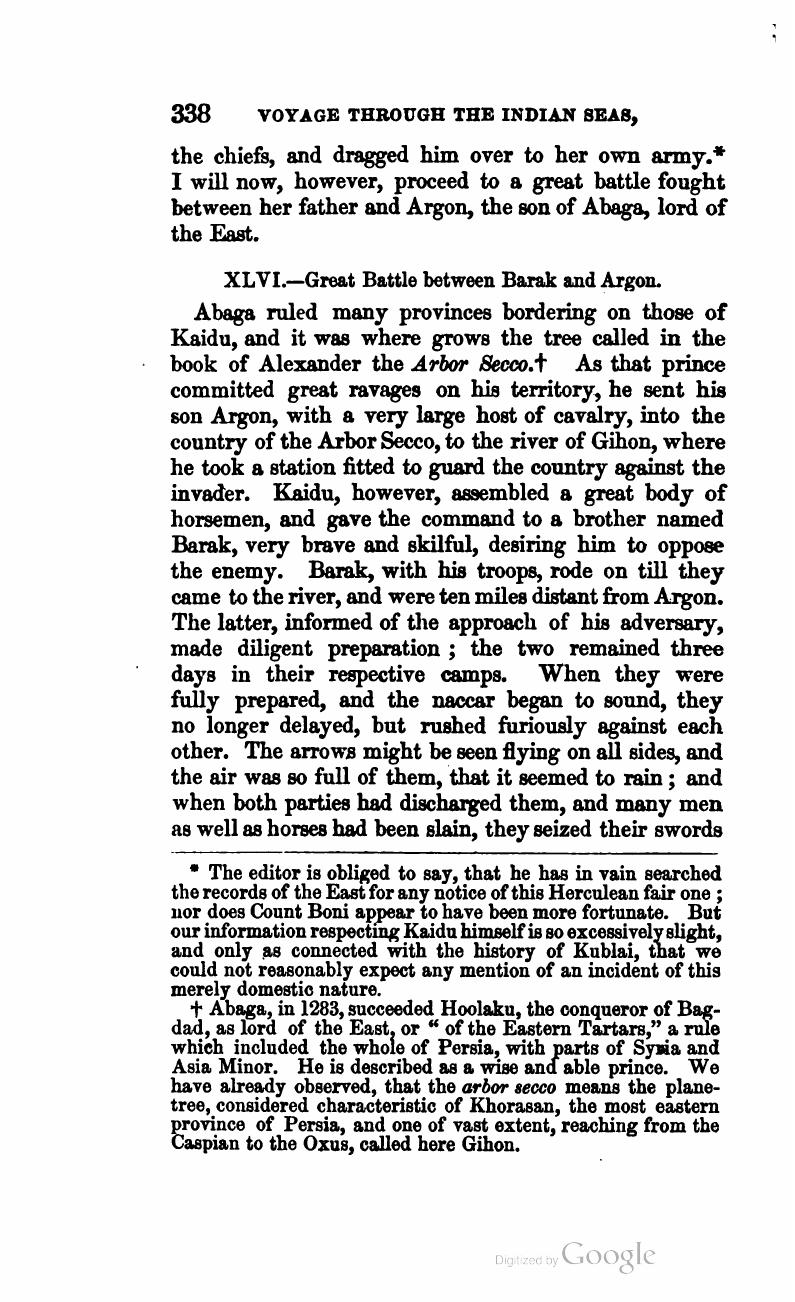 338 VOYAGE THROUGH THE INDIAN SEAS,
the chiefs, and dragged him over to her own army.*
I will now, however, proceed to a great battle fought
between her father and Argon, the son of Abaga, lord of
the East.
XLVI.—Great Battle between Barak and Argon.
Abaga ruled many provinces bordering on those of
Kaidu, and it was where grows the tree called in the
book of Alexander the Arbor Secco.† As that prince
committed great ravages on his territory, he sent his
son Argon, with a very large host of cavalry, into the
country of the Arbor Secco, to the river of Gihon, where
he took a station fitted to guard the country against the
invader. Kaidu, however, assembled a great body of
horsemen, and gave the command to a brother named
Barak, very brave and skilful, desiring him to oppose
the enemy. Barak, with his troops, rode on till they
came to the river, and were ten miles distant from Argon.
The latter, informed of the approach of his adversary,
made diligent preparation ; the two remained three
days in their respective camps. When they were
fully prepared, and the naccar began to sound, they
no longer delayed, but rushed furiously against each
other. The arrows might be seen flying on all sides, and
the air was so full of them, that it seemed to rain ; and
when both parties had discharged them, and many men
as well as horses had been slain, they seized their swords
* The editor is obliged to say, that he has in vain searched
the records of the East for any notice of this Herculean fair one ;
nor does Count Boni appear to have been more fortunate. But
our information respecting Kaidu himself is so excessively slight,
and only as connected with the history of Kublai, that we
could not reasonably expect any mention of an incident of this
merely domestic nature.
† Abaga, in 1283, succeeded Hoolaku, the conqueror of Bag-
dad, as lord of the East, or “ of the Eastern Tartars,” a rule
which included the whole of Persia, with parts of Syria and
Asia Minor. He is described as a wise and able prince. We
have already observed, that the arbor secco means the plane-
tree, considered characteristic of Khorasan, the most eastern
province of Persia, and one of vast extent, reaching from the
Caspian to the Oxus, called here Gihon.
Digitized by Google